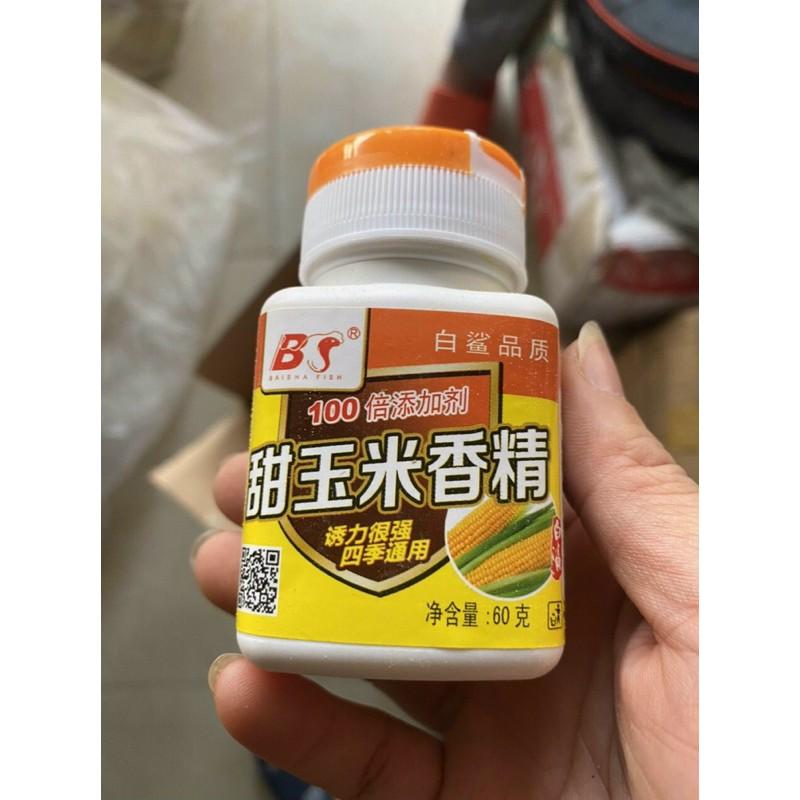 BS®
BAISHA FISH
白鲨品质
100倍添加剂
甜玉米香精
诱力很强
四季通用
净含量:60克